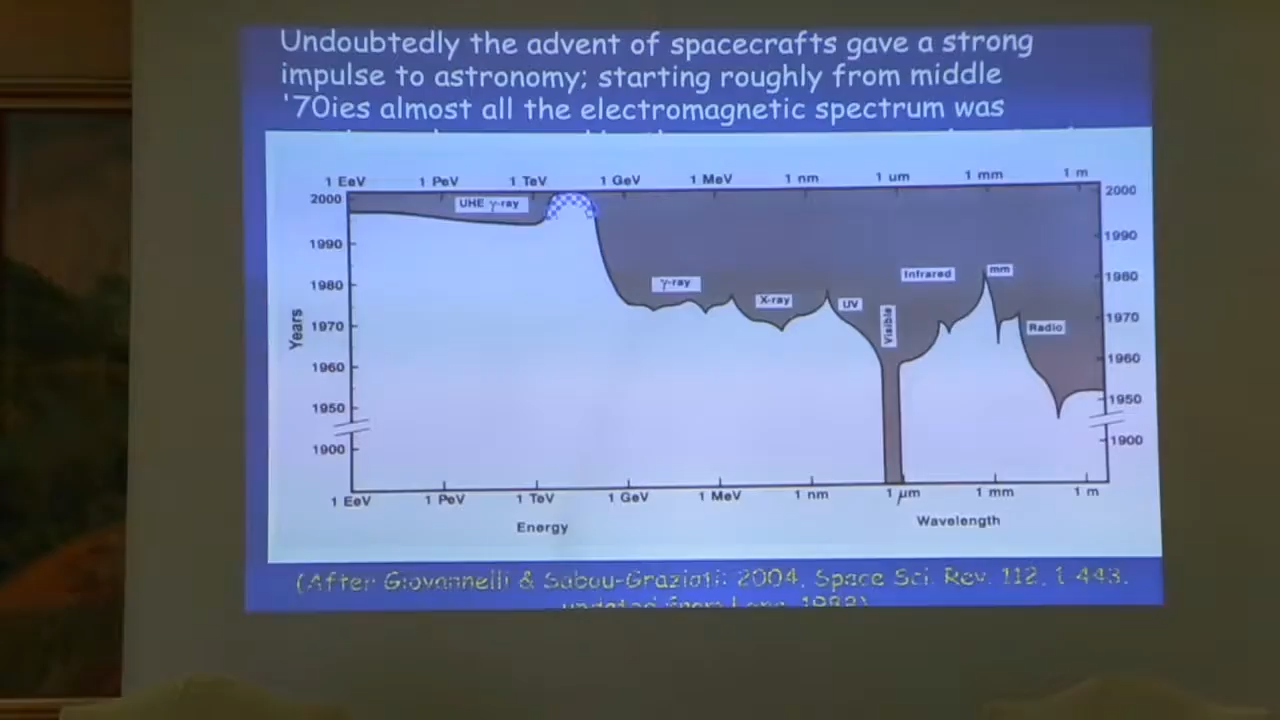 Undoubtedly the advent of spacecrafts gave a strong
impulse to astronomy; starting roughly from middle
'70ies almost all the electromagnetic spectrum was
1 EeV 1 PeV 1 TeV 1 GeV 1 MeV 1 nm 1 um 1 mm 1 m
2000 UHE γ-ray 2000
1990 1990
1980 γ-ray Infrared mm 1980
X-ray UV
Years 1970 Visible Radio 1970
1960 1960
1950 1950
1900 1900
1 EeV 1 PeV 1 TeV 1 GeV 1 MeV 1 nm 1 μm 1 mm 1 m
Energy Wavelength
(After Giovannelli & Sabau-Graziati: 2004, Space Sci. Rev. 112, 1-443,
updated from